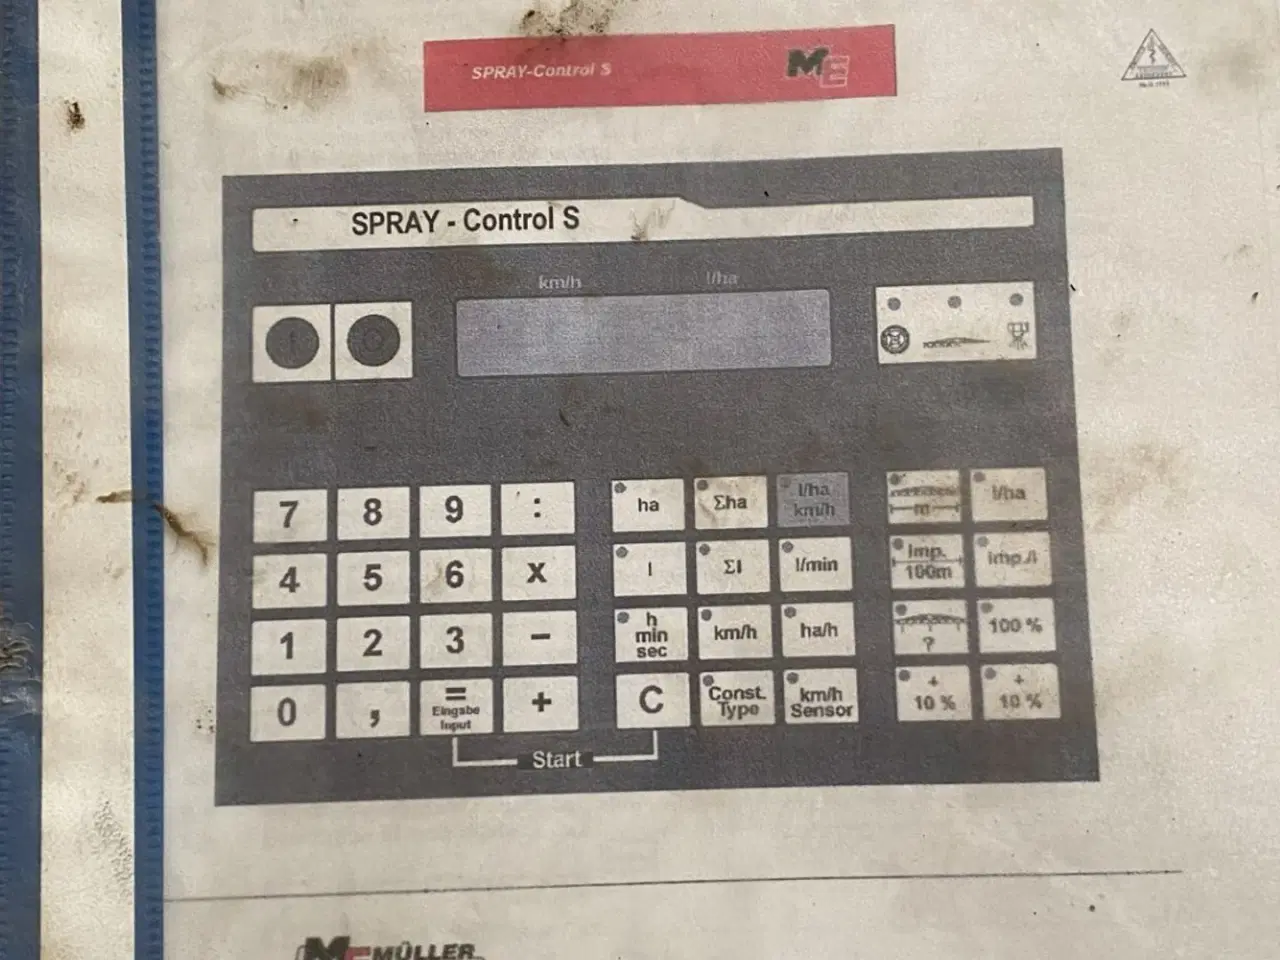 SPRAY-Control S
ME
SPRAY - Control S
km/h l/ha
7 8 9 : ha Σha l/ha km/h m l/ha
4 5 6 x l Σl l/min Imp. 100m Imp./l
1 2 3 - h min sec km/h ha/h ? 100 %
0 , = Eingabe Input + C Const. Type km/h Sensor + 10 % + 10 %
Start
ME MÜLLER